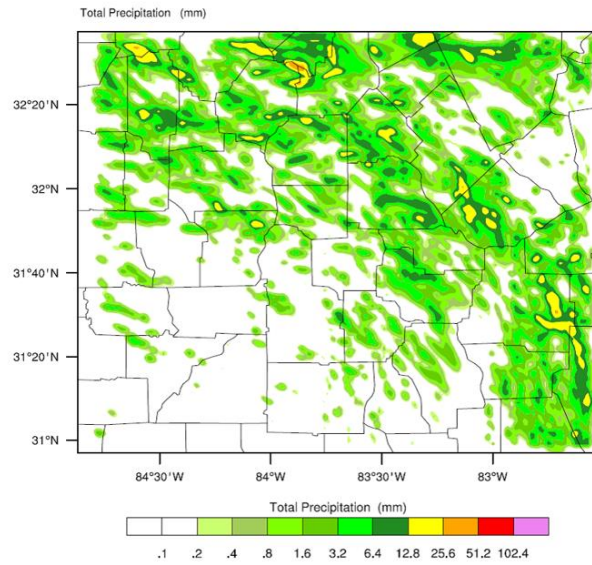 Total Precipitation (mm)
32°20'N
32°N
31°40'N
31°20'N
31°N
84°30'W 84°W 83°30'W 83°W
Total Precipitation (mm)
.1 .2 .4 .8 1.6 3.2 6.4 12.8 25.6 51.2 102.4